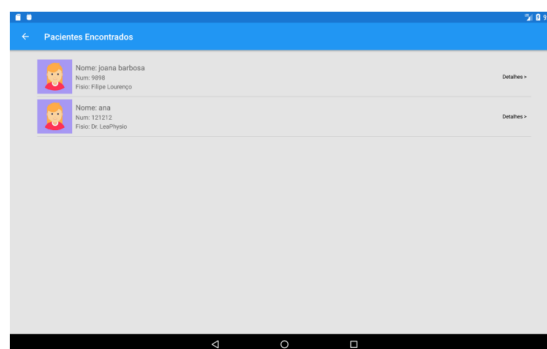 Pacientes Encontrados
Nome: joana barbosa
Num: 9898
Fisio: Filipe Lourenço
Detalhes >
Nome: ana
Num: 121212
Fisio: Dr. LeoPhysio
Detalhes >